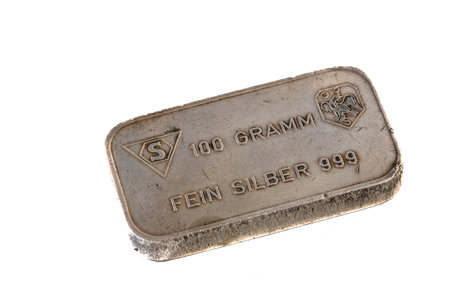 S 100 GRAMM
FEIN SILBER 999